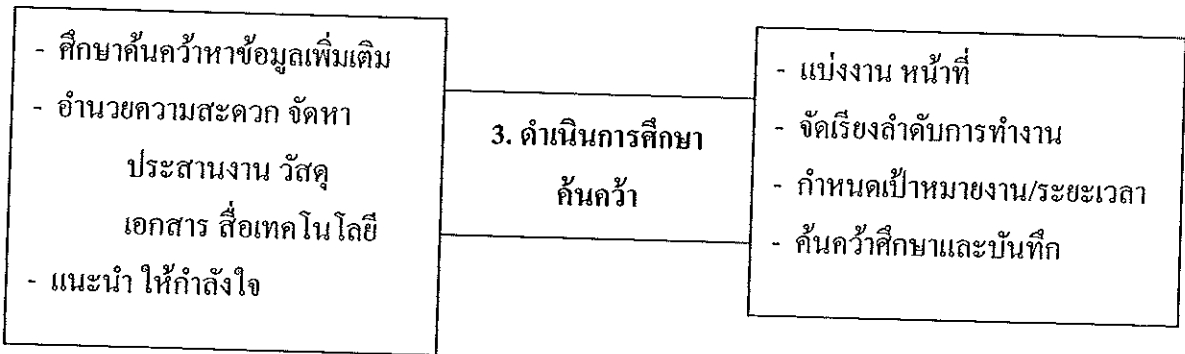 - ศึกษาค้นคว้าหาข้อมูลเพิ่มเติม
- อำนวยความสะดวก จัดหา
ประสานงาน วัสดุ
เอกสาร สื่อเทคโนโลยี
- แนะนำ ให้กำลังใจ
3. ดำเนินการศึกษา
ค้นคว้า
- แบ่งงาน หน้าที่
- จัดเรียงลำดับการทำงาน
- กำหนดเป้าหมายงาน/ระยะเวลา
- ค้นคว้าศึกษาและบันทึก